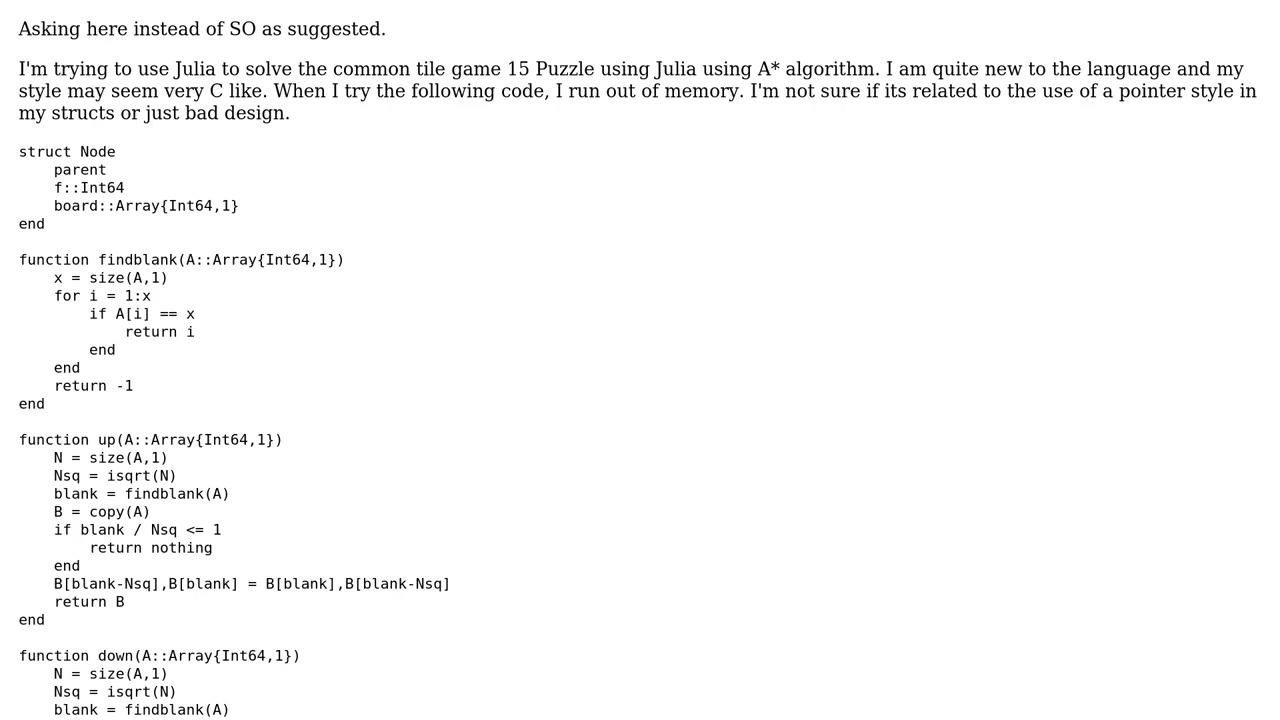 Asking here instead of SO as suggested.
I'm trying to use Julia to solve the common tile game 15 Puzzle using Julia using A* algorithm. I am quite new to the language and my
style may seem very C like. When I try the following code, I run out of memory. I'm not sure if its related to the use of a pointer style in
my structs or just bad design.
struct Node
    parent
    f::Int64
    board::Array{Int64,1}
end
function findblank(A::Array{Int64,1})
    x = size(A,1)
    for i = 1:x
        if A[i] == x
            return i
        end
    end
    return -1
end
function up(A::Array{Int64,1})
    N = size(A,1)
    Nsq = isqrt(N)
    blank = findblank(A)
    B = copy(A)
    if blank / Nsq <= 1
        return nothing
    end
    B[blank-Nsq],B[blank] = B[blank],B[blank-Nsq]
    return B
end
function down(A::Array{Int64,1})
    N = size(A,1)
    Nsq = isqrt(N)
    blank = findblank(A)